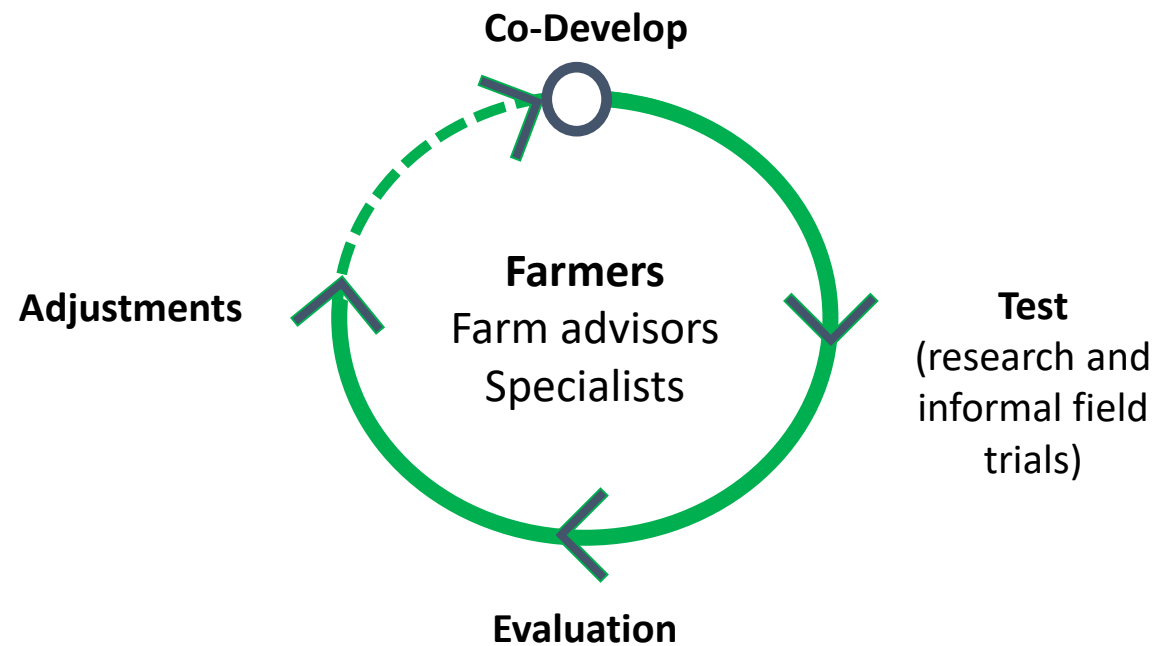 Co-Develop
Farmers
Farm advisors
Specialists
Adjustments
Test
(research and
informal field
trials)
Evaluation